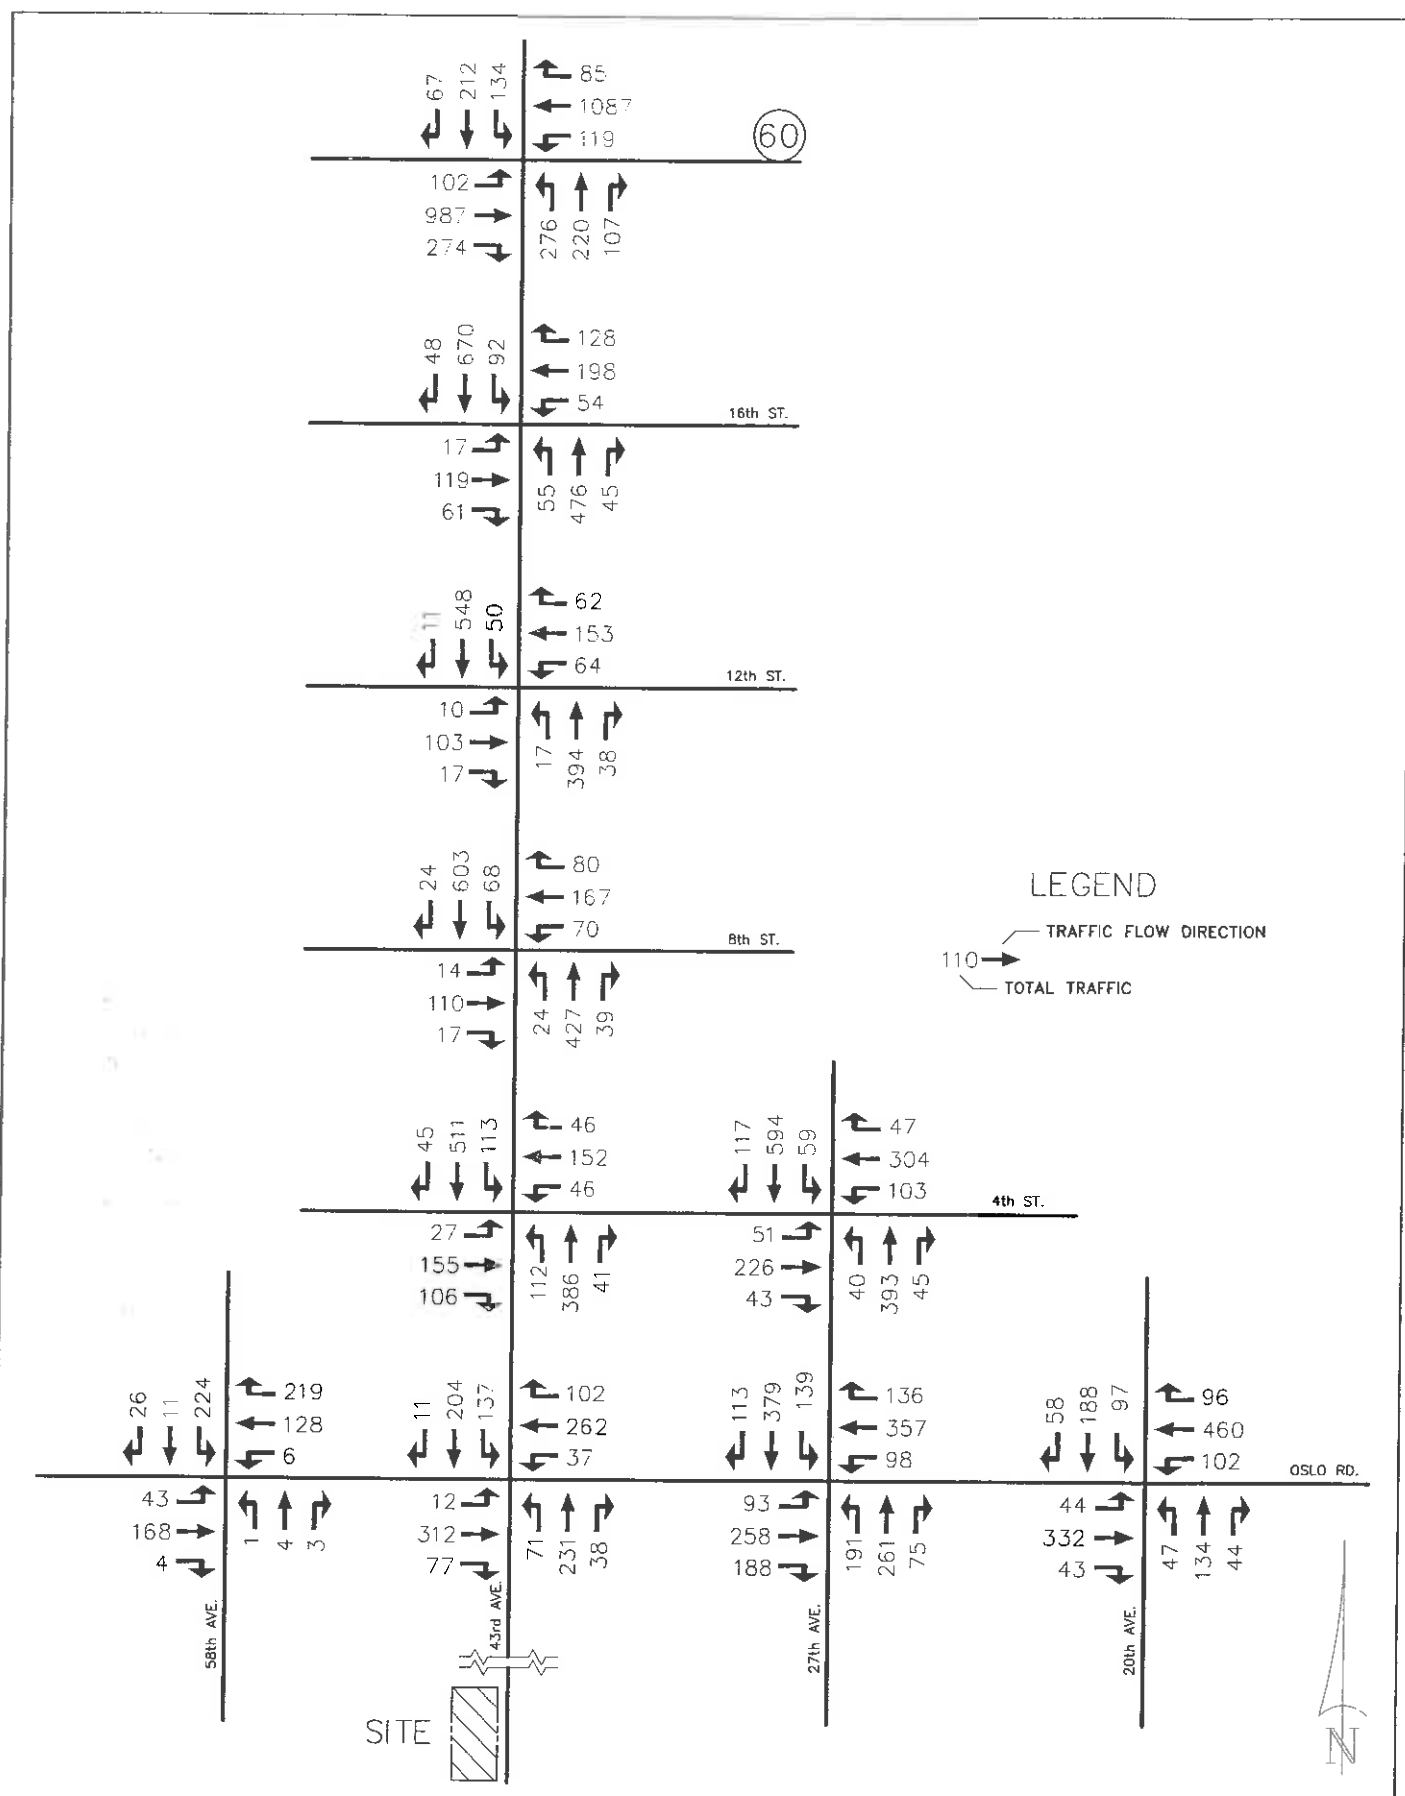 67 212 134
85
1087
119
60
102
987
274
276 220 107
48 670 92
128
198
54
16th ST.
17
119
61
55 476 45
11 548 50
62
153
64
12th ST.
10
103
17
17 394 38
24 603 68
80
167
70
8th ST.
14
110
17
24 427 39
LEGEND
TRAFFIC FLOW DIRECTION
110
TOTAL TRAFFIC
45 511 113
46
152
46
117 594 59
47
304
103
4th ST.
27
155
106
112 386 41
51
226
43
40 393 45
26 11 224
219
128
6
11 204 137
102
262
37
113 379 139
136
357
98
58 188 97
96
460
102
OSLO RD.
43
168
4
1 4 3
12
312
77
71 231 38
93
258
188
191 261 75
44
332
43
47 134 44
58th AVE.
43rd AVE.
27th AVE.
20th AVE.
SITE
N